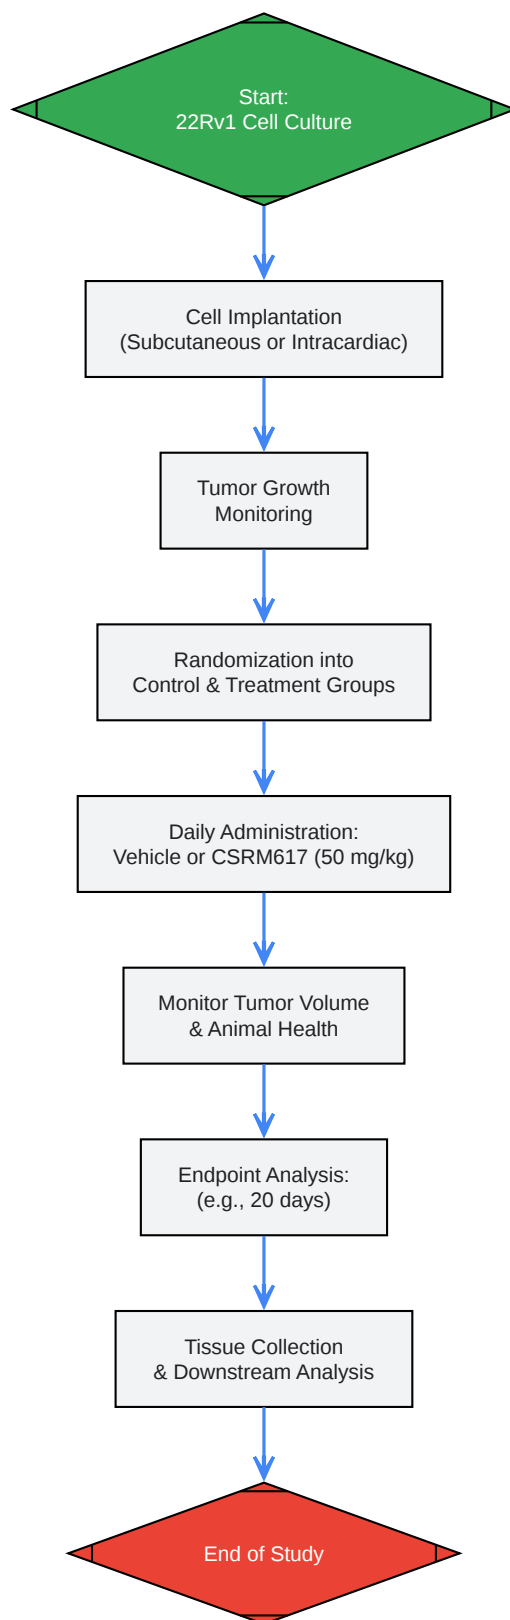 Start:
22Rv1 Cell Culture
Cell Implantation
(Subcutaneous or Intracardiac)
Tumor Growth
Monitoring
Randomization into
Control & Treatment Groups
Daily Administration:
Vehicle or CSRM617 (50 mg/kg)
Monitor Tumor Volume
& Animal Health
Endpoint Analysis:
(e.g., 20 days)
Tissue Collection
& Downstream Analysis
End of Study